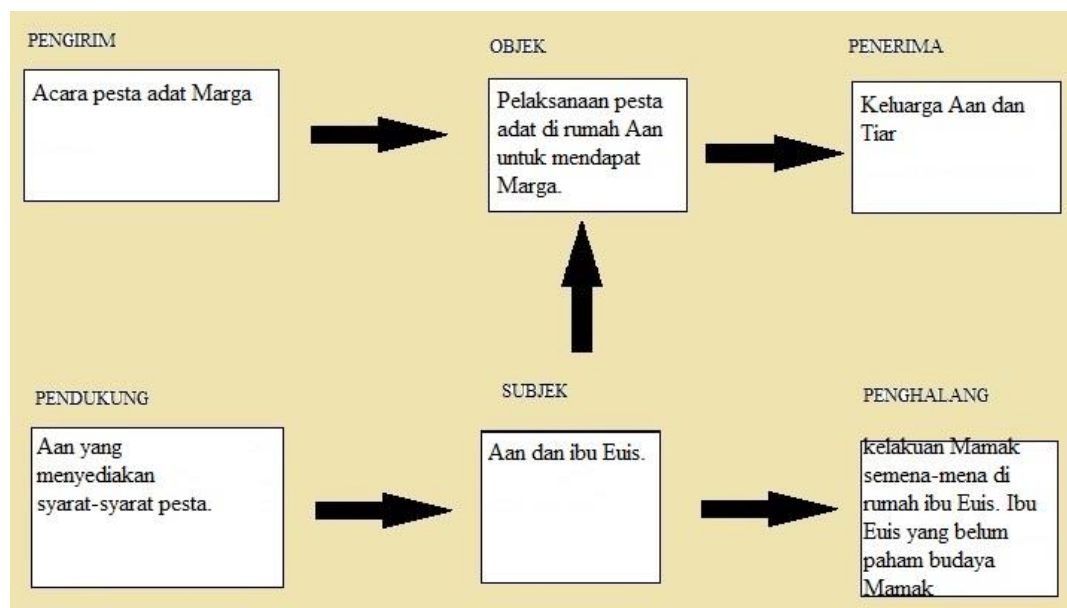 PENGIRIM
Acara pesta adat Marga
OBJEK
Pelaksanaan pesta
adat di rumah Aan
untuk mendapat
Marga.
PENERIMA
Keluarga Aan dan
Tiar
PENDUKUNG
Aan yang
menyediakan
syarat-syarat pesta.
SUBJEK
Aan dan ibu Euis.
PENGHALANG
kelakuan Mamak
semena-mena di
rumah ibu Euis. Ibu
Euis yang belum
paham budaya
Mamak